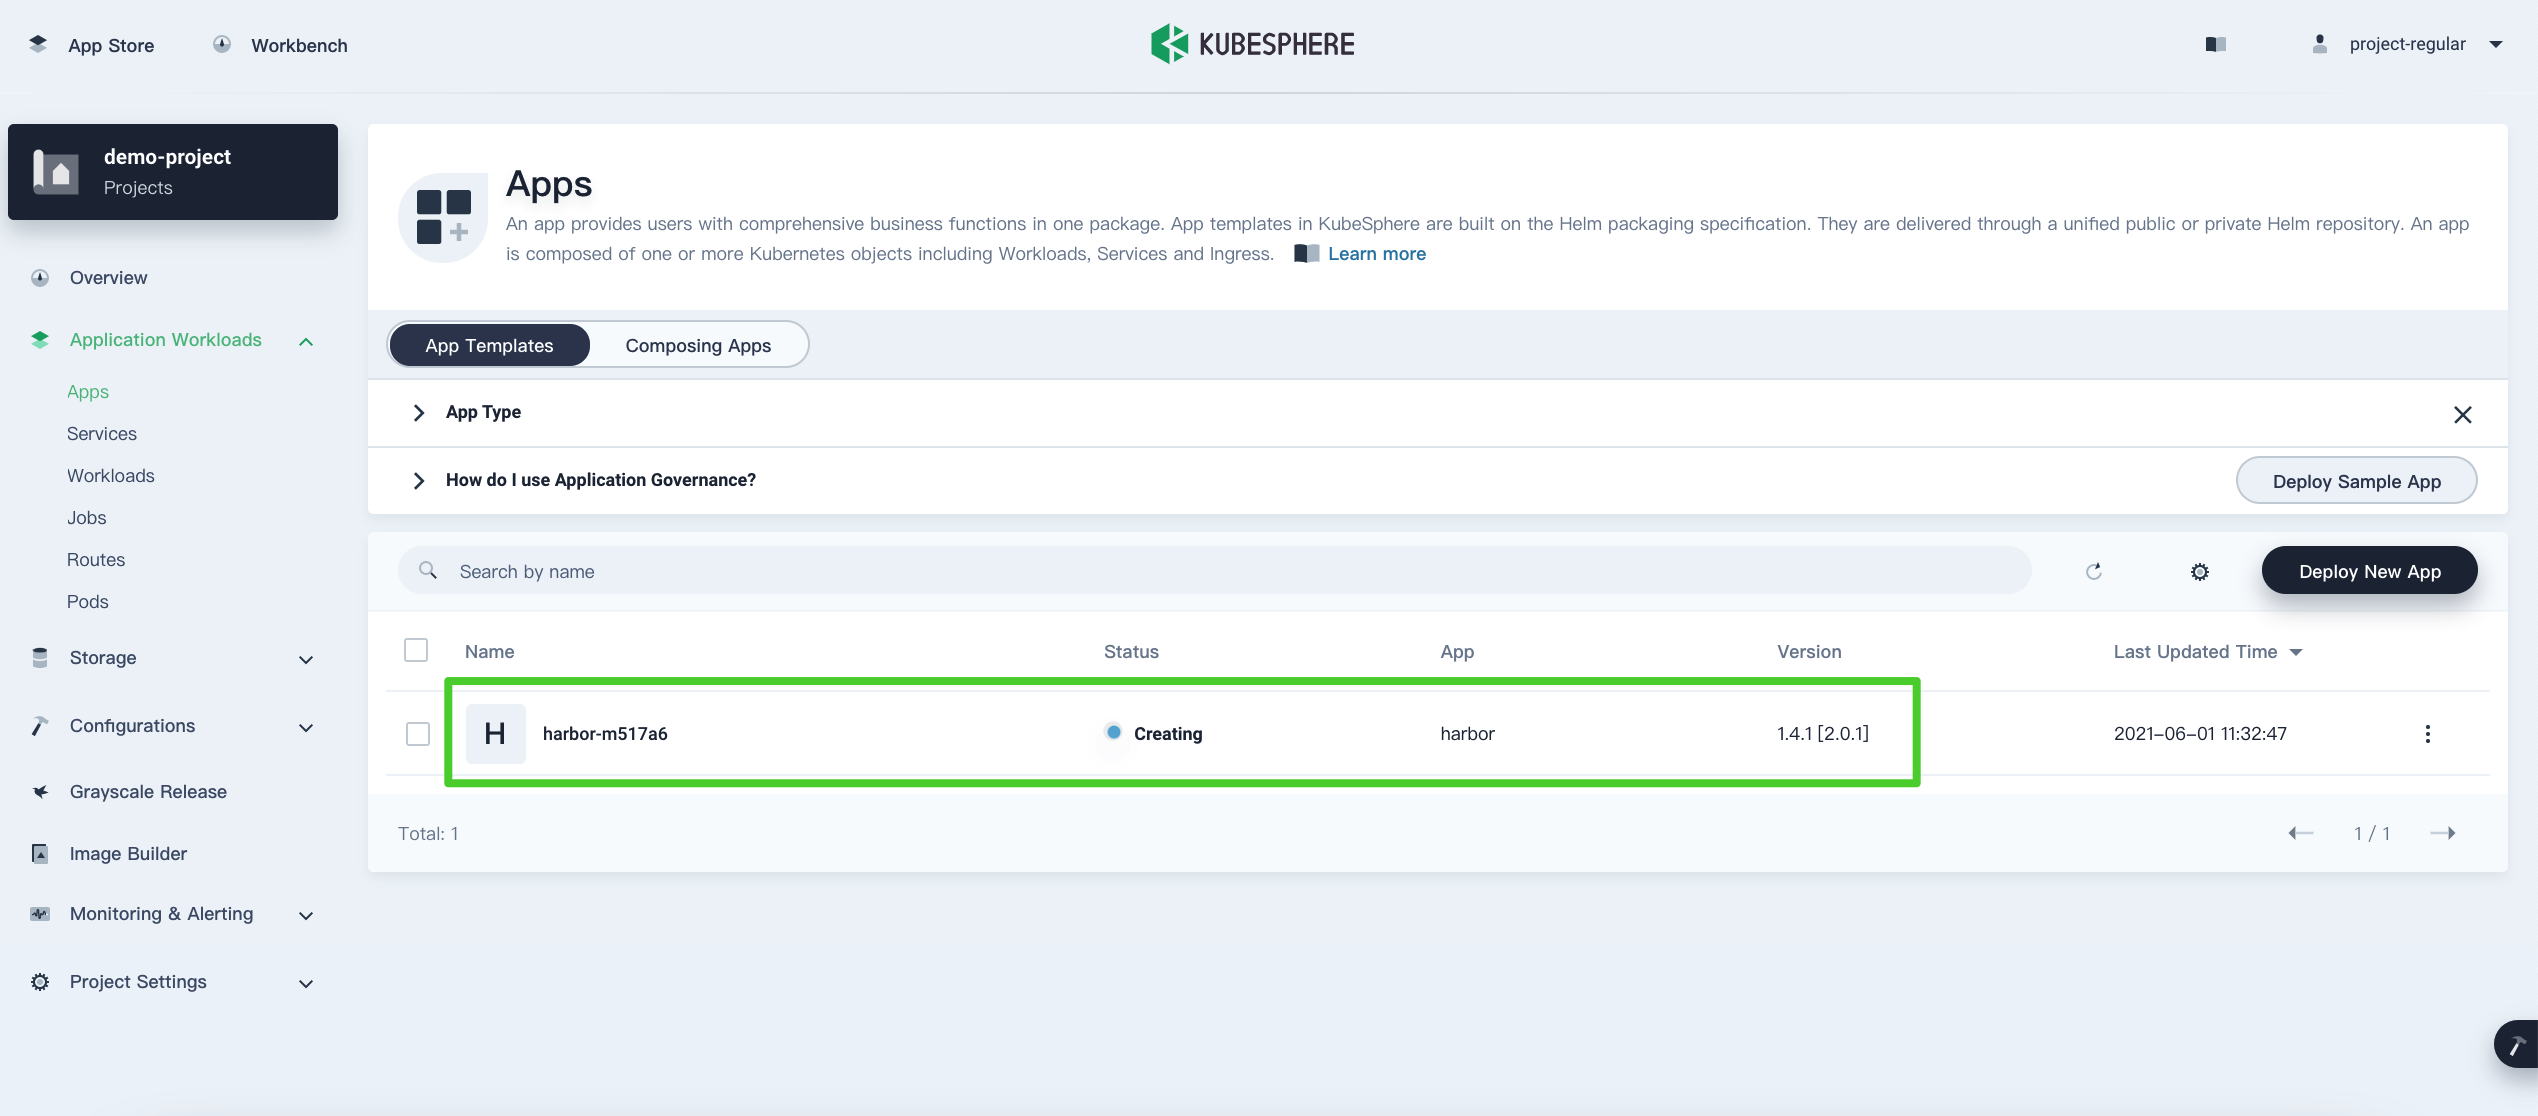 App Store
Workbench
KUBESPHERE
project-regular
demo-project
Projects
Overview
Application Workloads
Apps
Services
Workloads
Jobs
Routes
Pods
Storage
Configurations
Grayscale Release
Image Builder
Monitoring & Alerting
Project Settings
Apps
An app provides users with comprehensive business functions in one package. App templates in KubeSphere are built on the Helm packaging specification. They are delivered through a unified public or private Helm repository. An app
is composed of one or more Kubernetes objects including Workloads, Services and Ingress. Learn more
App Templates
Composing Apps
App Type
How do I use Application Governance?
Deploy Sample App
Search by name
Deploy New App
Name Status App Version Last Updated Time
H harbor-m517a6 Creating harbor 1.4.1 [2.0.1] 2021-06-01 11:32:47
Total: 1
1 / 1